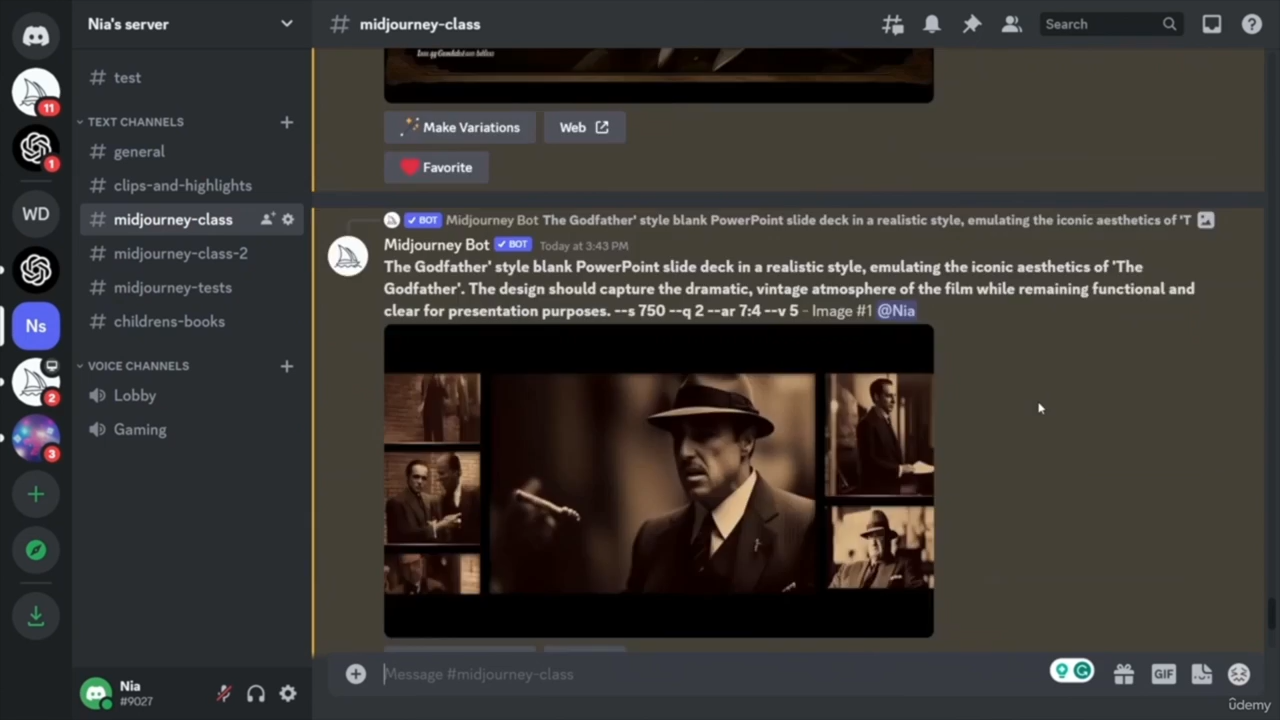 Nia's server
# midjourney-class
Search
# test
11
TEXT CHANNELS
1
# general
# clips-and-highlights
WD
# midjourney-class
# midjourney-class-2
# midjourney-tests
Ns
# childrens-books
VOICE CHANNELS
2
Lobby
Gaming
3
Nia
#9027
Make Variations
Web
Favorite
BOT Midjourney Bot The Godfather' style blank PowerPoint slide deck in a realistic style, emulating the iconic aesthetics of 'T
Midjourney Bot BOT Today at 3:43 PM
The Godfather' style blank PowerPoint slide deck in a realistic style, emulating the iconic aesthetics of 'The
Godfather'. The design should capture the dramatic, vintage atmosphere of the film while remaining functional and
clear for presentation purposes. --s 750 --q 2 --ar 7:4 --v 5 - Image #1 @Nia
Message #midjourney-class
GIF
ûdemy